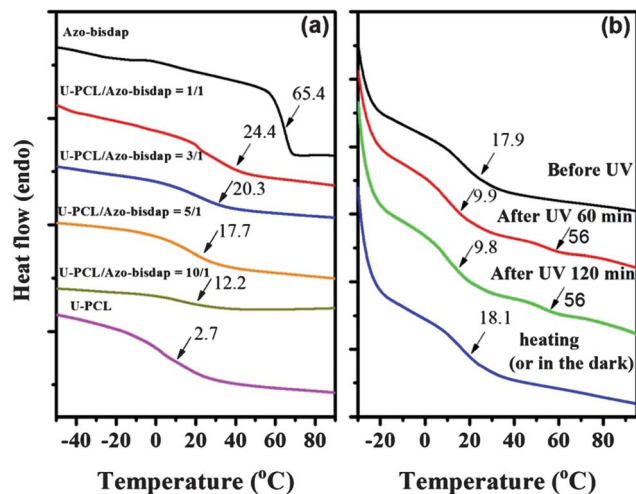 (a)
Azo-bisdap
65.4
U-PCL/Azo-bisdap = 1/1
24.4
U-PCL/Azo-bisdap = 3/1
20.3
U-PCL/Azo-bisdap = 5/1
17.7
U-PCL/Azo-bisdap = 10/1
12.2
U-PCL
2.7
Heat flow (endo)
-40 -20 0 20 40 60 80
Temperature (°C)
(b)
17.9
Before UV
9.9
After UV 60 min
56
9.8
After UV 120 min
56
18.1
heating
(or in the dark)
-20 0 20 40 60 80
Temperature (°C)